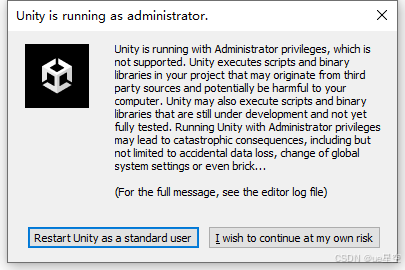 Unity is running as administrator.
Unity is running with Administrator privileges, which is
not supported. Unity executes scripts and binary
libraries in your project that may originate from third
party sources and potentially be harmful to your
computer. Unity may also execute scripts and binary
libraries that are still under development and not yet
fully tested. Running Unity with Administrator privileges
may lead to catastrophic consequences, including but
not limited to accidental data loss, change of global
system settings or even brick...
(For the full message, see the editor log file)
Restart Unity as a standard user
I wish to continue at my own risk
CSDN @ue星空